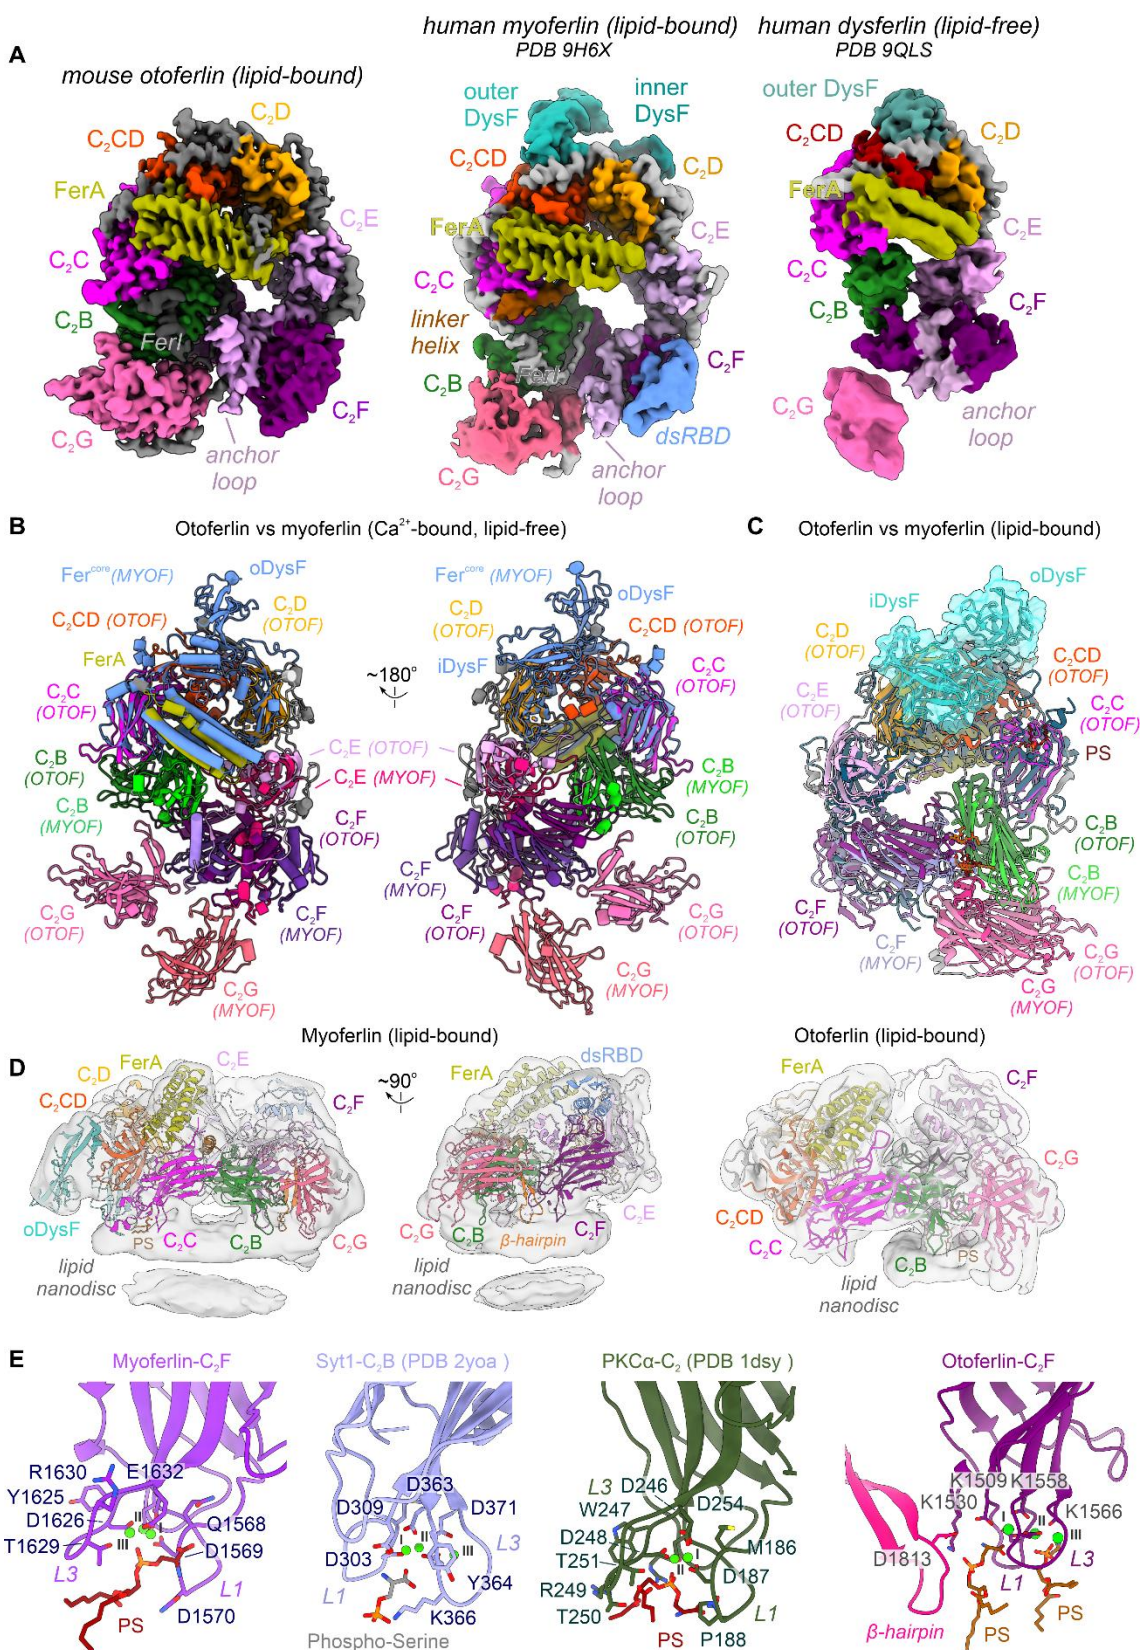 A
mouse otoferlin (lipid-bound)
human myoferlin (lipid-bound)
PDB 9H6X
human dysferlin (lipid-free)
PDB 9QLS
C₂D
C₂CD
FerA
C₂E
C₂C
C₂B
FerI
C₂F
C₂G
anchor
loop
outer
DysF
inner
DysF
C₂CD
C₂D
FerA
C₂E
C₂C
linker
helix
FerI
C₂F
C₂B
dsRBD
C₂G
anchor
loop
outer DysF
C₂CD
C₂D
FerA
C₂E
C₂C
C₂B
C₂F
C₂G
anchor
loop
B
Otoferlin vs myoferlin (Ca²⁺-bound, lipid-free)
Ferᶜᵒʳᵉ (MYOF)
oDysF
C₂D
(OTOF)
C₂CD (OTOF)
FerA
C₂C
(OTOF)
~180°
C₂E (OTOF)
C₂E (MYOF)
C₂B
(OTOF)
C₂B
(MYOF)
C₂F
(OTOF)
C₂G
(OTOF)
C₂F
(MYOF)
C₂G
(MYOF)
Ferᶜᵒʳᵉ (MYOF)
oDysF
C₂D
(OTOF)
C₂CD (OTOF)
iDysF
C₂C
(OTOF)
C₂B
(MYOF)
C₂B
(OTOF)
C₂F
(MYOF)
C₂F
(OTOF)
C₂G
(OTOF)
C₂G
(MYOF)
C
Otoferlin vs myoferlin (lipid-bound)
oDysF
iDysF
C₂D
(OTOF)
C₂CD
(OTOF)
C₂E
(OTOF)
C₂C
(OTOF)
PS
C₂B
(OTOF)
C₂B
(MYOF)
C₂F
(OTOF)
C₂F
(MYOF)
C₂G
(OTOF)
C₂G
(MYOF)
D
Myoferlin (lipid-bound)
FerA
C₂E
C₂D
C₂CD
C₂F
oDysF
PS
C₂C
C₂B
C₂G
lipid
nanodisc
~90°
FerA
dsRBD
C₂G
C₂B
β-hairpin
C₂F
C₂E
lipid
nanodisc
Otoferlin (lipid-bound)
FerA
C₂F
C₂G
C₂CD
C₂C
C₂B
PS
lipid
nanodisc
E
Myoferlin-C₂F
R1630
E1632
Y1625
D1626
II
I
Q1568
T1629
III
D1569
L3
L1
PS
D1570
Syt1-C₂B (PDB 2yoa )
D363
D309
D371
I
II
III
L3
D303
L1
Y364
K366
Phospho-Serine
PKCα-C₂ (PDB 1dsy )
L3
D246
W247
D254
D248
I
M186
T251
II
D187
R249
T250
L1
PS
P188
Otoferlin-C₂F
K1509
K1558
K1530
K1566
I
II
III
D1813
L1
L3
β-hairpin
PS
PS